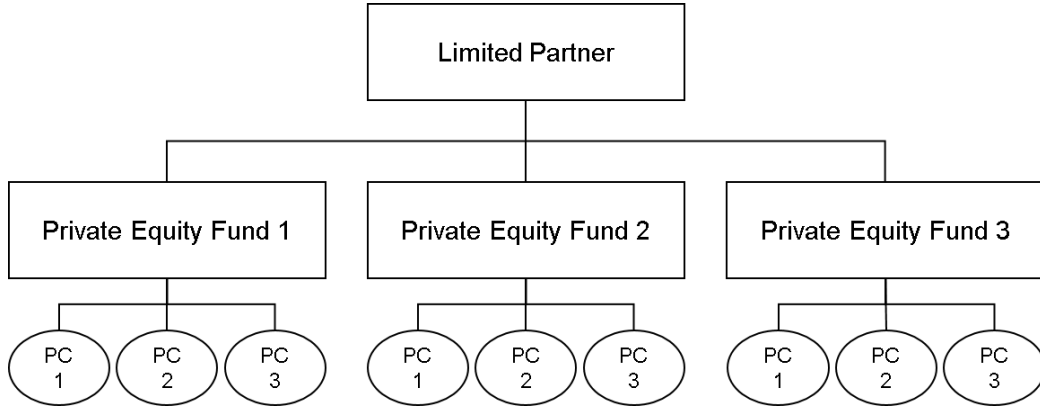 Limited Partner
Private Equity Fund 1
Private Equity Fund 2
Private Equity Fund 3
PC
1
PC
2
PC
3
PC
1
PC
2
PC
3
PC
1
PC
2
PC
3